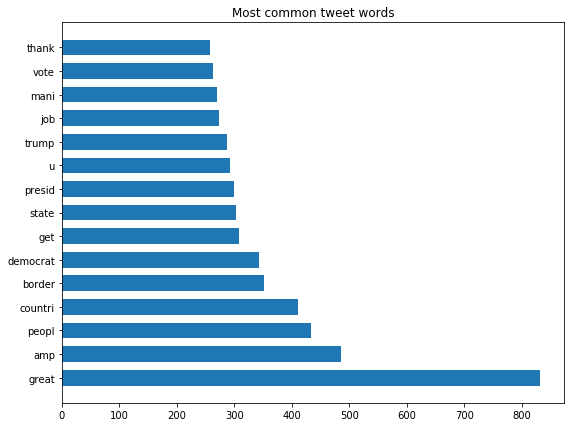 Most common tweet words
thank
vote
mani
job
trump
u
presid
state
get
democrat
border
countri
peopl
amp
great
0 100 200 300 400 500 600 700 800